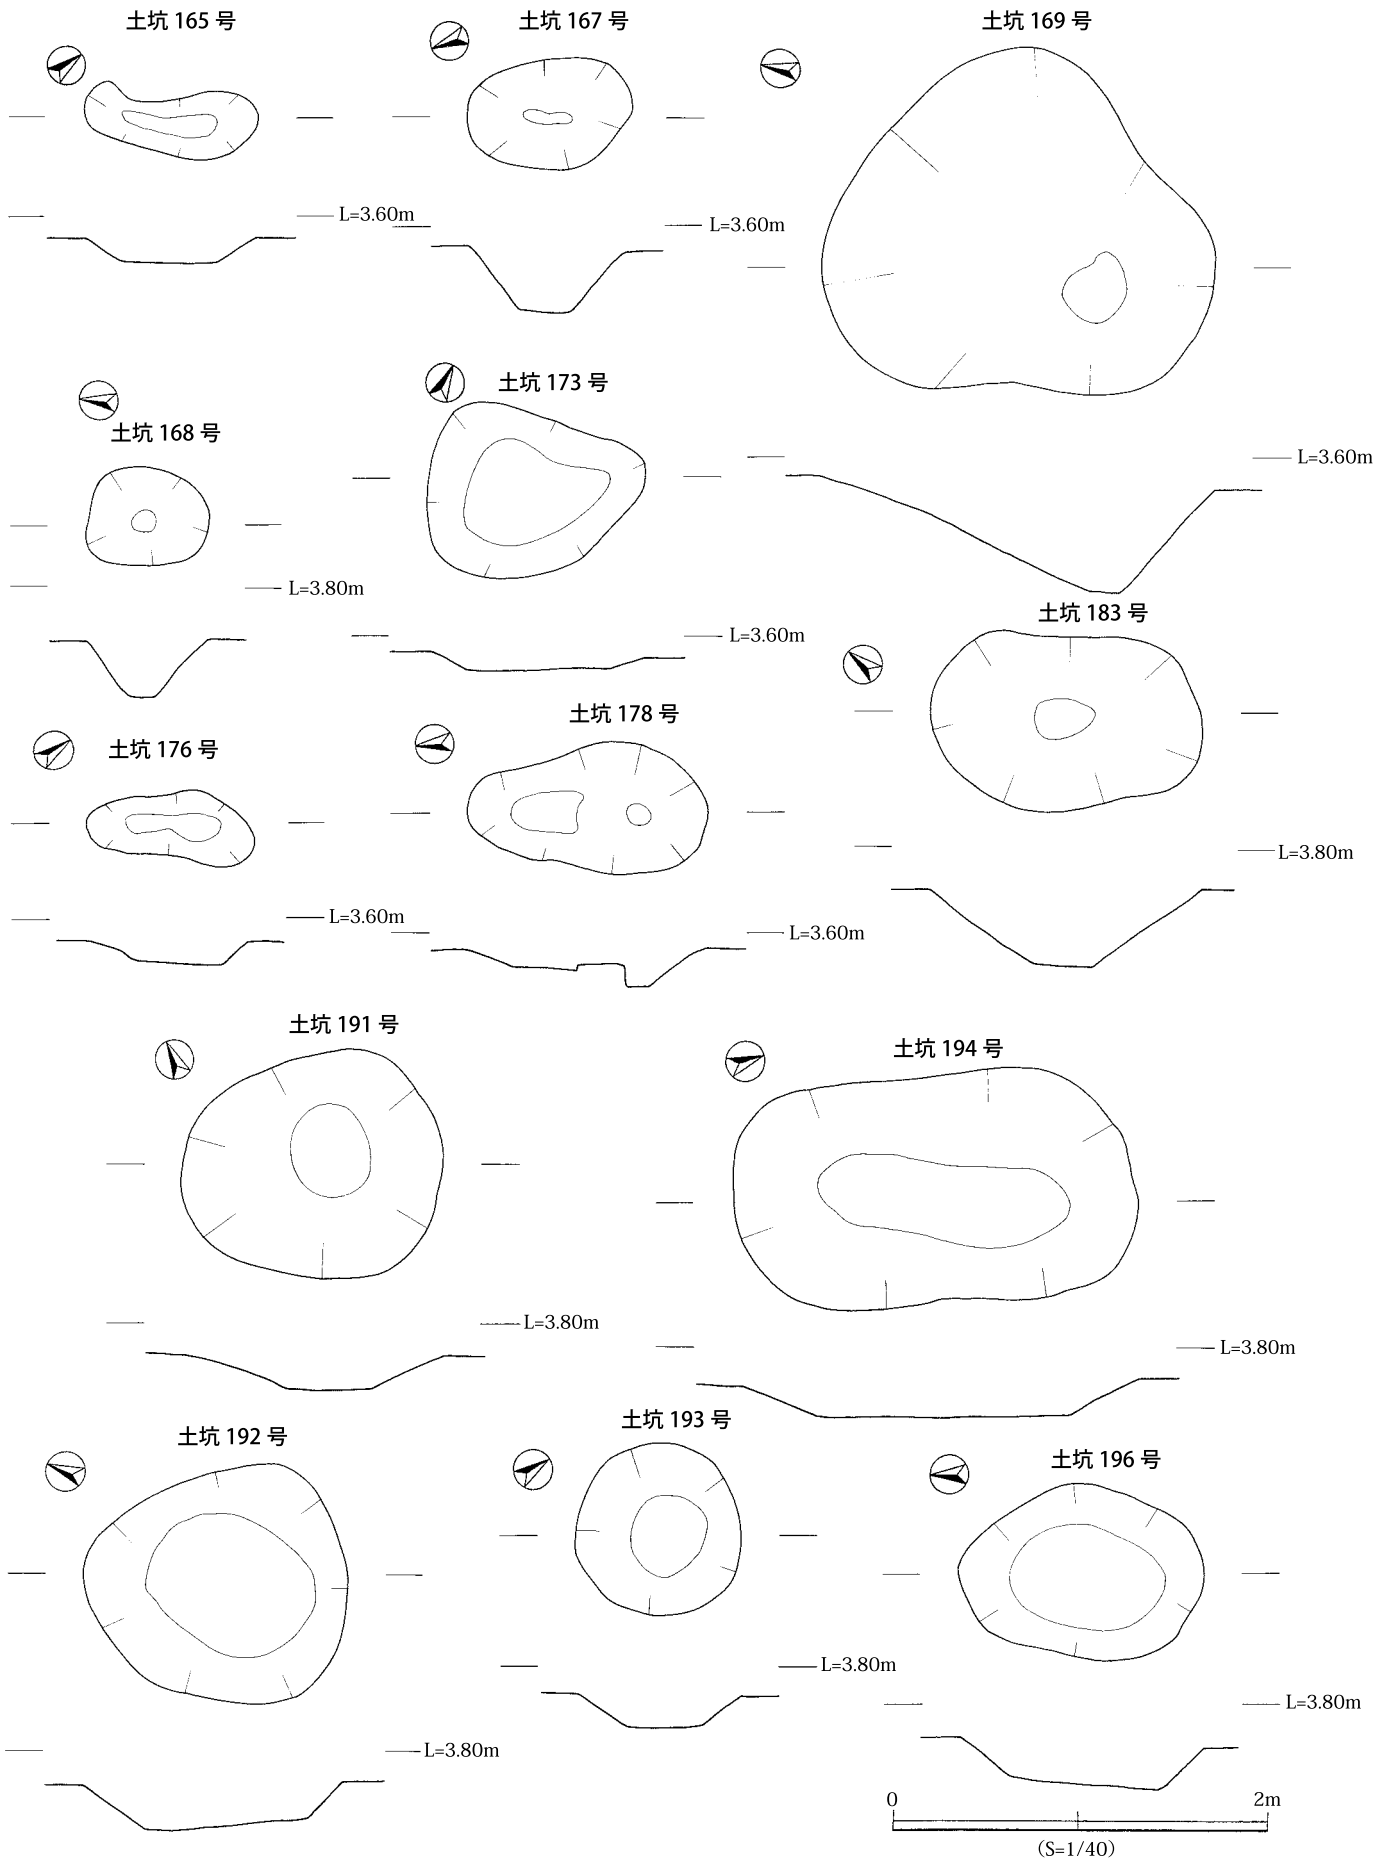 土坑 165 号
土坑 167 号
土坑 169 号
L=3.60m
L=3.60m
土坑 173 号
土坑 168 号
L=3.60m
L=3.80m
土坑 183 号
L=3.60m
土坑 178 号
土坑 176 号
L=3.80m
L=3.60m
L=3.60m
土坑 191 号
土坑 194 号
L=3.80m
L=3.80m
土坑 193 号
土坑 192 号
土坑 196 号
L=3.80m
L=3.80m
L=3.80m
0 2m
(S=1/40)